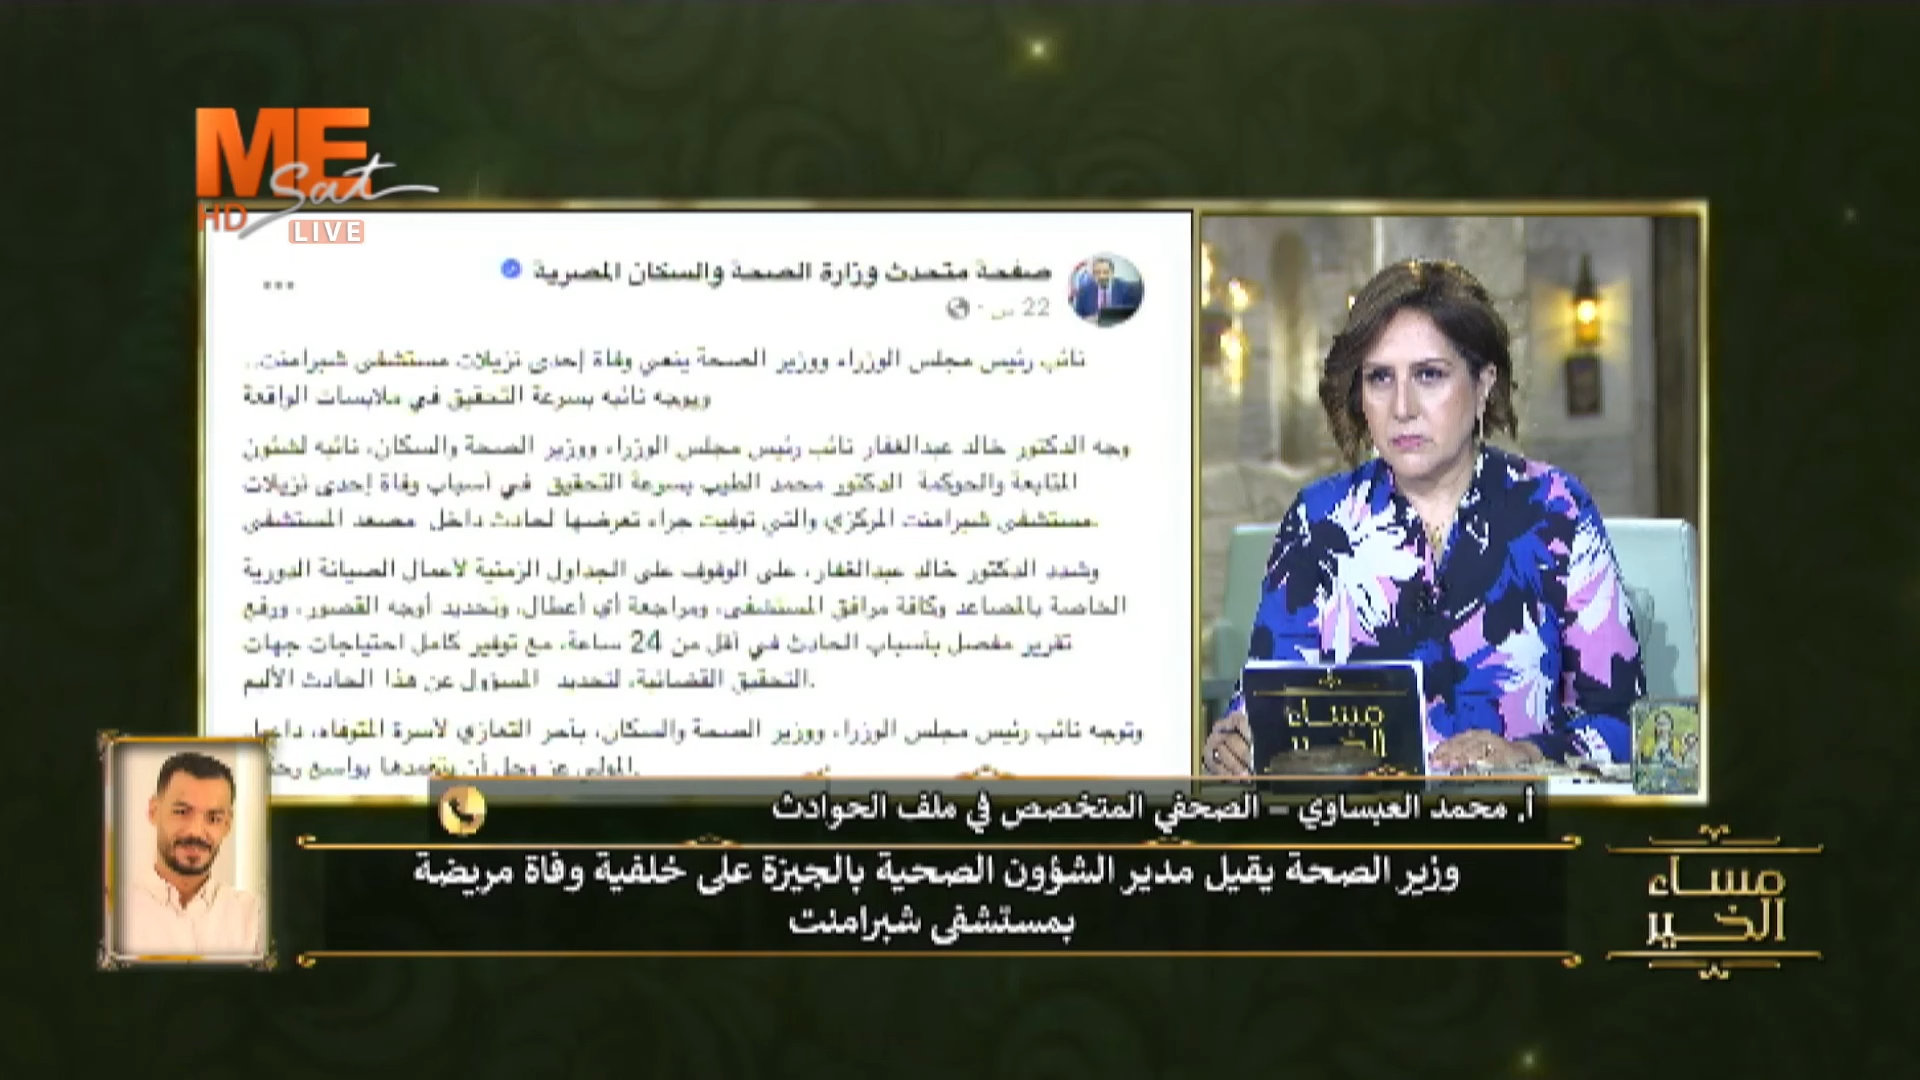 ME
Sat
HD
LIVE
صفحة متحدث وزارة الصحة والسكان المصرية
22 س
نائب رئيس مجلس الوزراء ووزير الصحة ينعي وفاة إحدى نزيلات مستشفى شبرامنت..
ويوجه نائبه بسرعة التحقيق في ملابسات الواقعة
وجه الدكتور خالد عبدالغفار نائب رئيس مجلس الوزراء ووزير الصحة والسكان، نائبه لشئون
المتابعة والحوكمة الدكتور محمد الطيب بسرعة التحقيق في أسباب وفاة إحدى نزيلات
مستشفى شبرامنت المركزي والتي توفيت جراء تعرضها لحادث داخل مصعد المستشفى
وشدد الدكتور خالد عبدالغفار، على الوقوف على الجداول الزمنية لأعمال الصيانة الدورية
الخاصة بالمصاعد وكافة مرافق المستشفى، ومراجعة أي أعطال، وتحديد أوجه القصور، ورفع
تقرير مفصل بأسباب الحادث في أقل من 24 ساعة، مع توفير كامل احتياجات جهات
التحقيق القضائية، لتحديد المسؤول عن هذا الحادث الأليم.
وتوجه نائب رئيس مجلس الوزراء ووزير الصحة والسكان، بأحر التعازي لأسرة المتوفاه، داعيا
المولى عز وجل أن يتغمدها بواسع
مساء
الخير
أ. محمد العبساوي – الصحفي المتخصص في ملف الحوادث
وزير الصحة يقيل مدير الشؤون الصحية بالجيزة على خلفية وفاة مريضة
بمستشفى شبرامنت
مساء
الخير